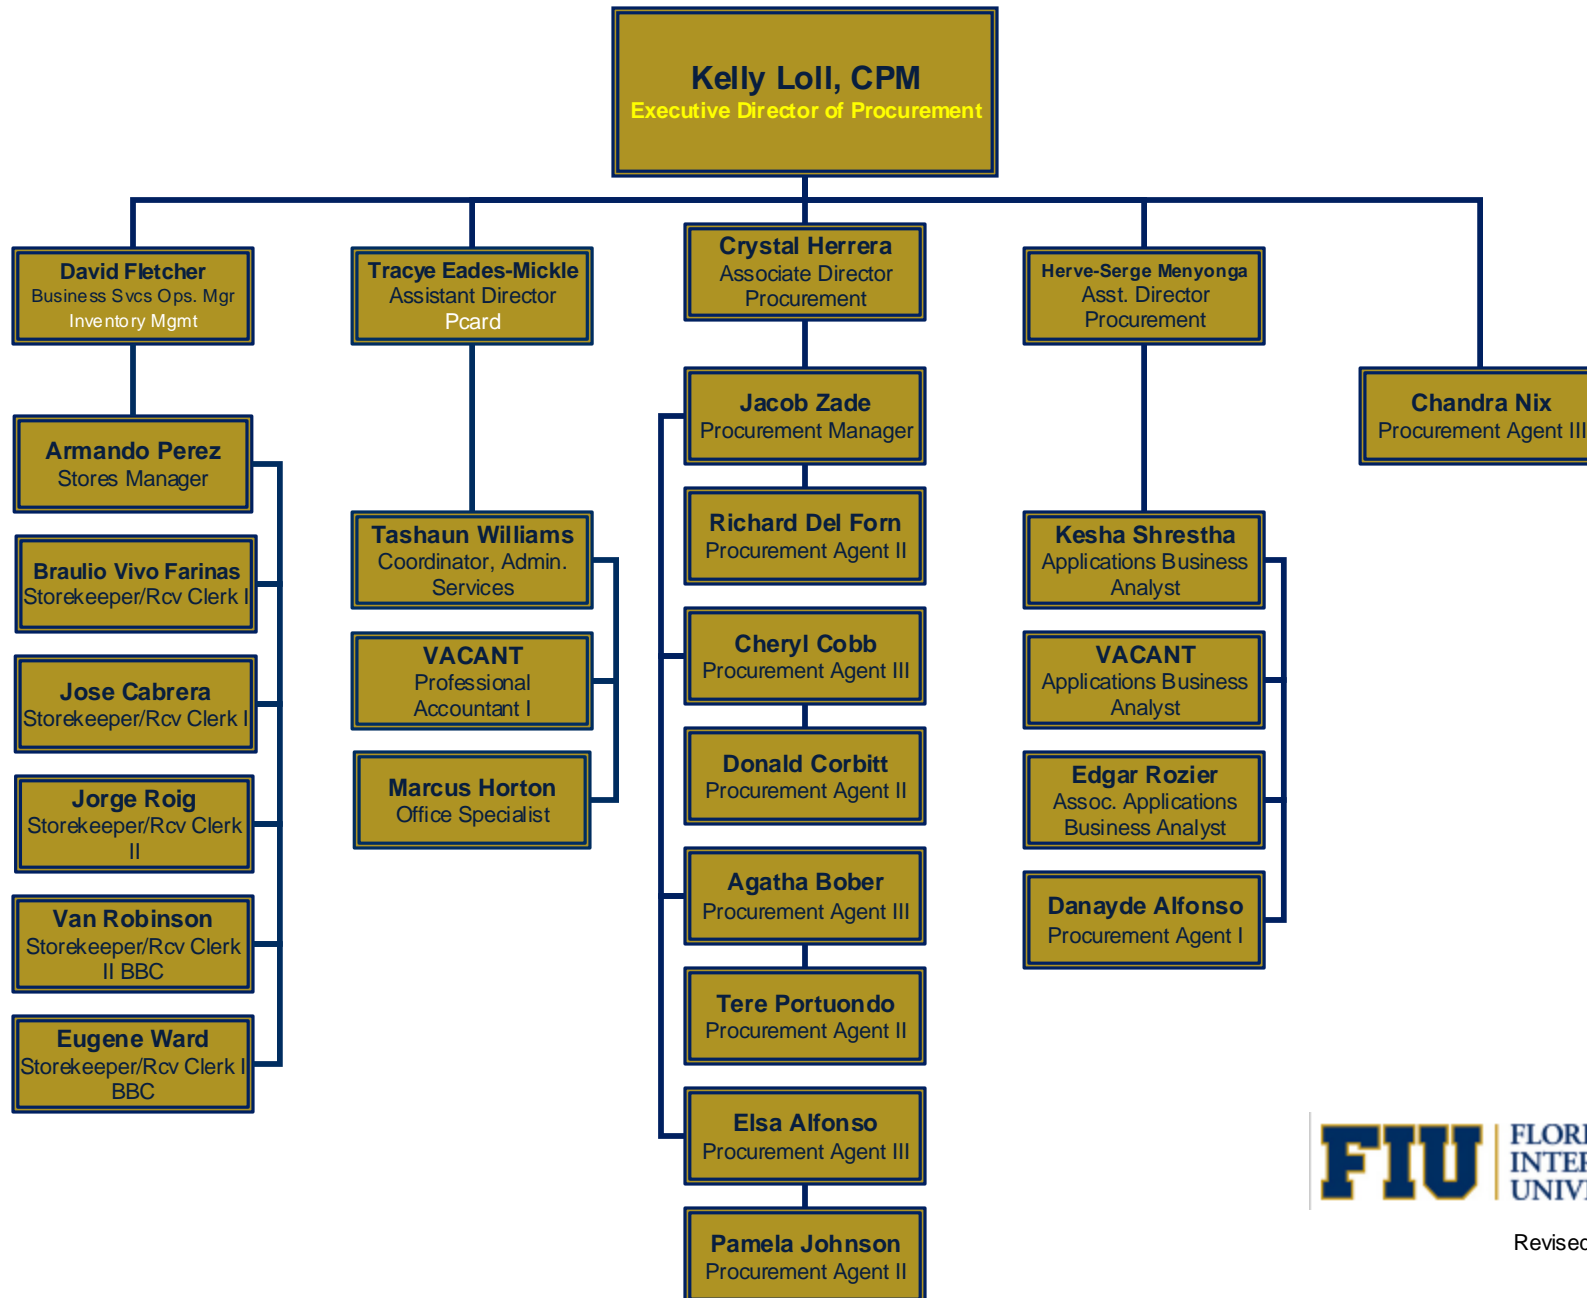 Kelly Loll, CPM
Executive Director of Procurement
David Fletcher
Business Svcs Ops. Mgr
Inventory Mgmt
Armando Perez
Stores Manager
Braulio Vivo Farinas
Storekeeper/Rcv Clerk I
Jose Cabrera
Storekeeper/Rcv Clerk I
Jorge Roig
Storekeeper/Rcv Clerk
II
Van Robinson
Storekeeper/Rcv Clerk
II BBC
Eugene Ward
Storekeeper/Rcv Clerk I
BBC
Tracye Eades-Mickle
Assistant Director
Pcard
Tashaun Williams
Coordinator, Admin.
Services
VACANT
Professional
Accountant I
Marcus Horton
Office Specialist
Crystal Herrera
Associate Director
Procurement
Jacob Zade
Procurement Manager
Richard Del Forn
Procurement Agent II
Cheryl Cobb
Procurement Agent III
Donald Corbitt
Procurement Agent II
Agatha Bober
Procurement Agent III
Tere Portuondo
Procurement Agent II
Elsa Alfonso
Procurement Agent III
Pamela Johnson
Procurement Agent II
Herve-Serge Menyonga
Asst. Director
Procurement
Kesha Shrestha
Applications Business
Analyst
VACANT
Applications Business
Analyst
Edgar Rozier
Assoc. Applications
Business Analyst
Danayde Alfonso
Procurement Agent I
Chandra Nix
Procurement Agent III
FIU
Revised